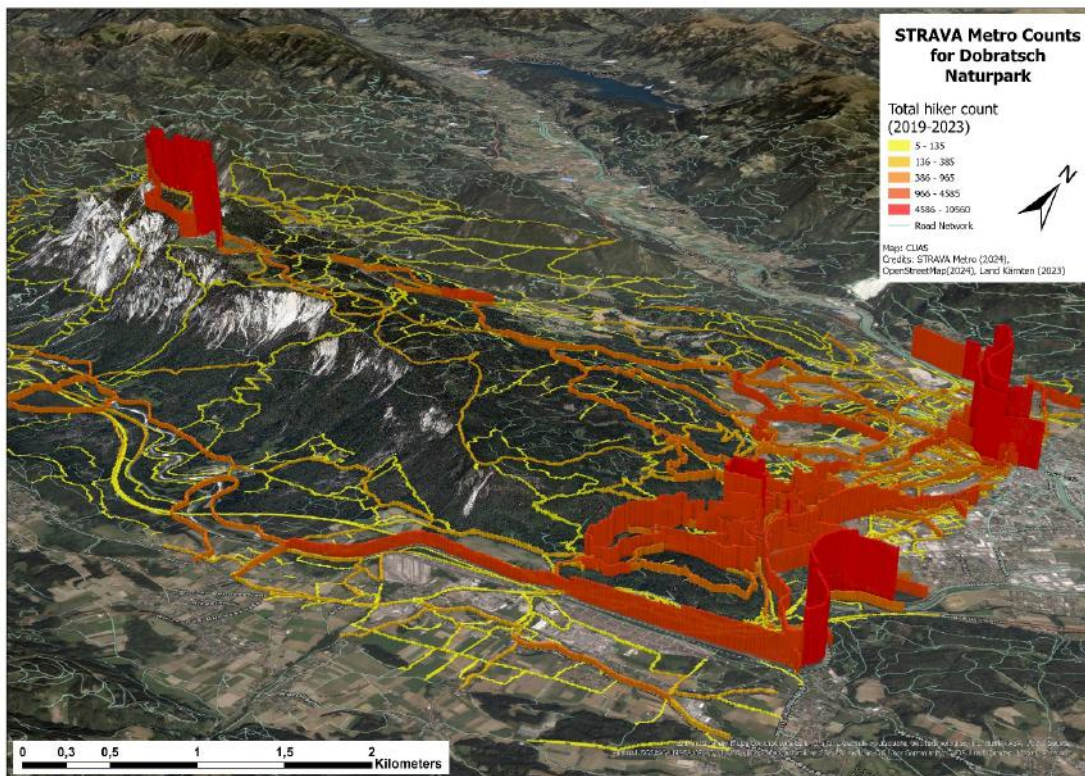 STRAVA Metro Counts
for Dobratsch
Naturpark
Total hiker count
(2019-2023)
5 - 135
136 - 385
386 - 965
966 - 4585
4586 - 10560
Road Network
N
Map: CUAS
Credits: STRAVA Metro (2024),
OpenStreetMap(2024), Land Kärnten (2023)
0 0,3 0,5 1 1,5 2
Kilometers